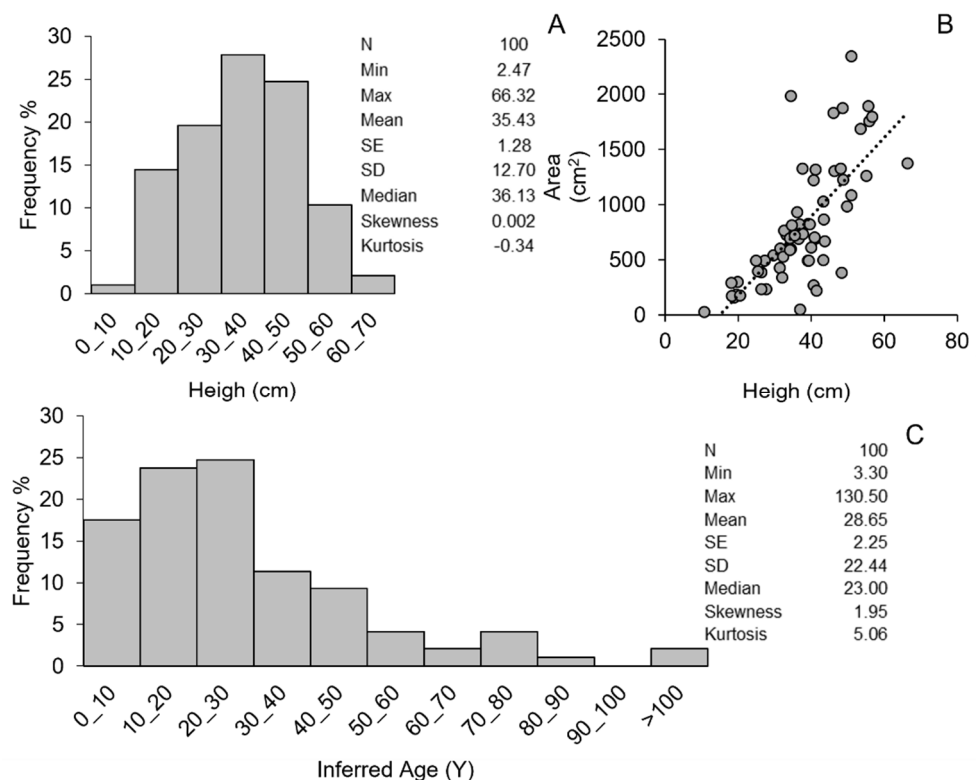 A
30
25
20
15
10
5
0
Frequency %
N 100
Min 2.47
Max 66.32
Mean 35.43
SE 1.28
SD 12.70
Median 36.13
Skewness 0.002
Kurtosis -0.34
0_10 10_20 20_30 30_40 40_50 50_60 60_70
Heigh (cm)
B
2500
2000
1500
1000
500
0
Area
(cm²)
0 20 40 60 80
Heigh (cm)
C
30
25
20
15
10
5
0
Frequency %
N 100
Min 3.30
Max 130.50
Mean 28.65
SE 2.25
SD 22.44
Median 23.00
Skewness 1.95
Kurtosis 5.06
0_10 10_20 20_30 30_40 40_50 50_60 60_70 70_80 80_90 90_100 >100
Inferred Age (Y)